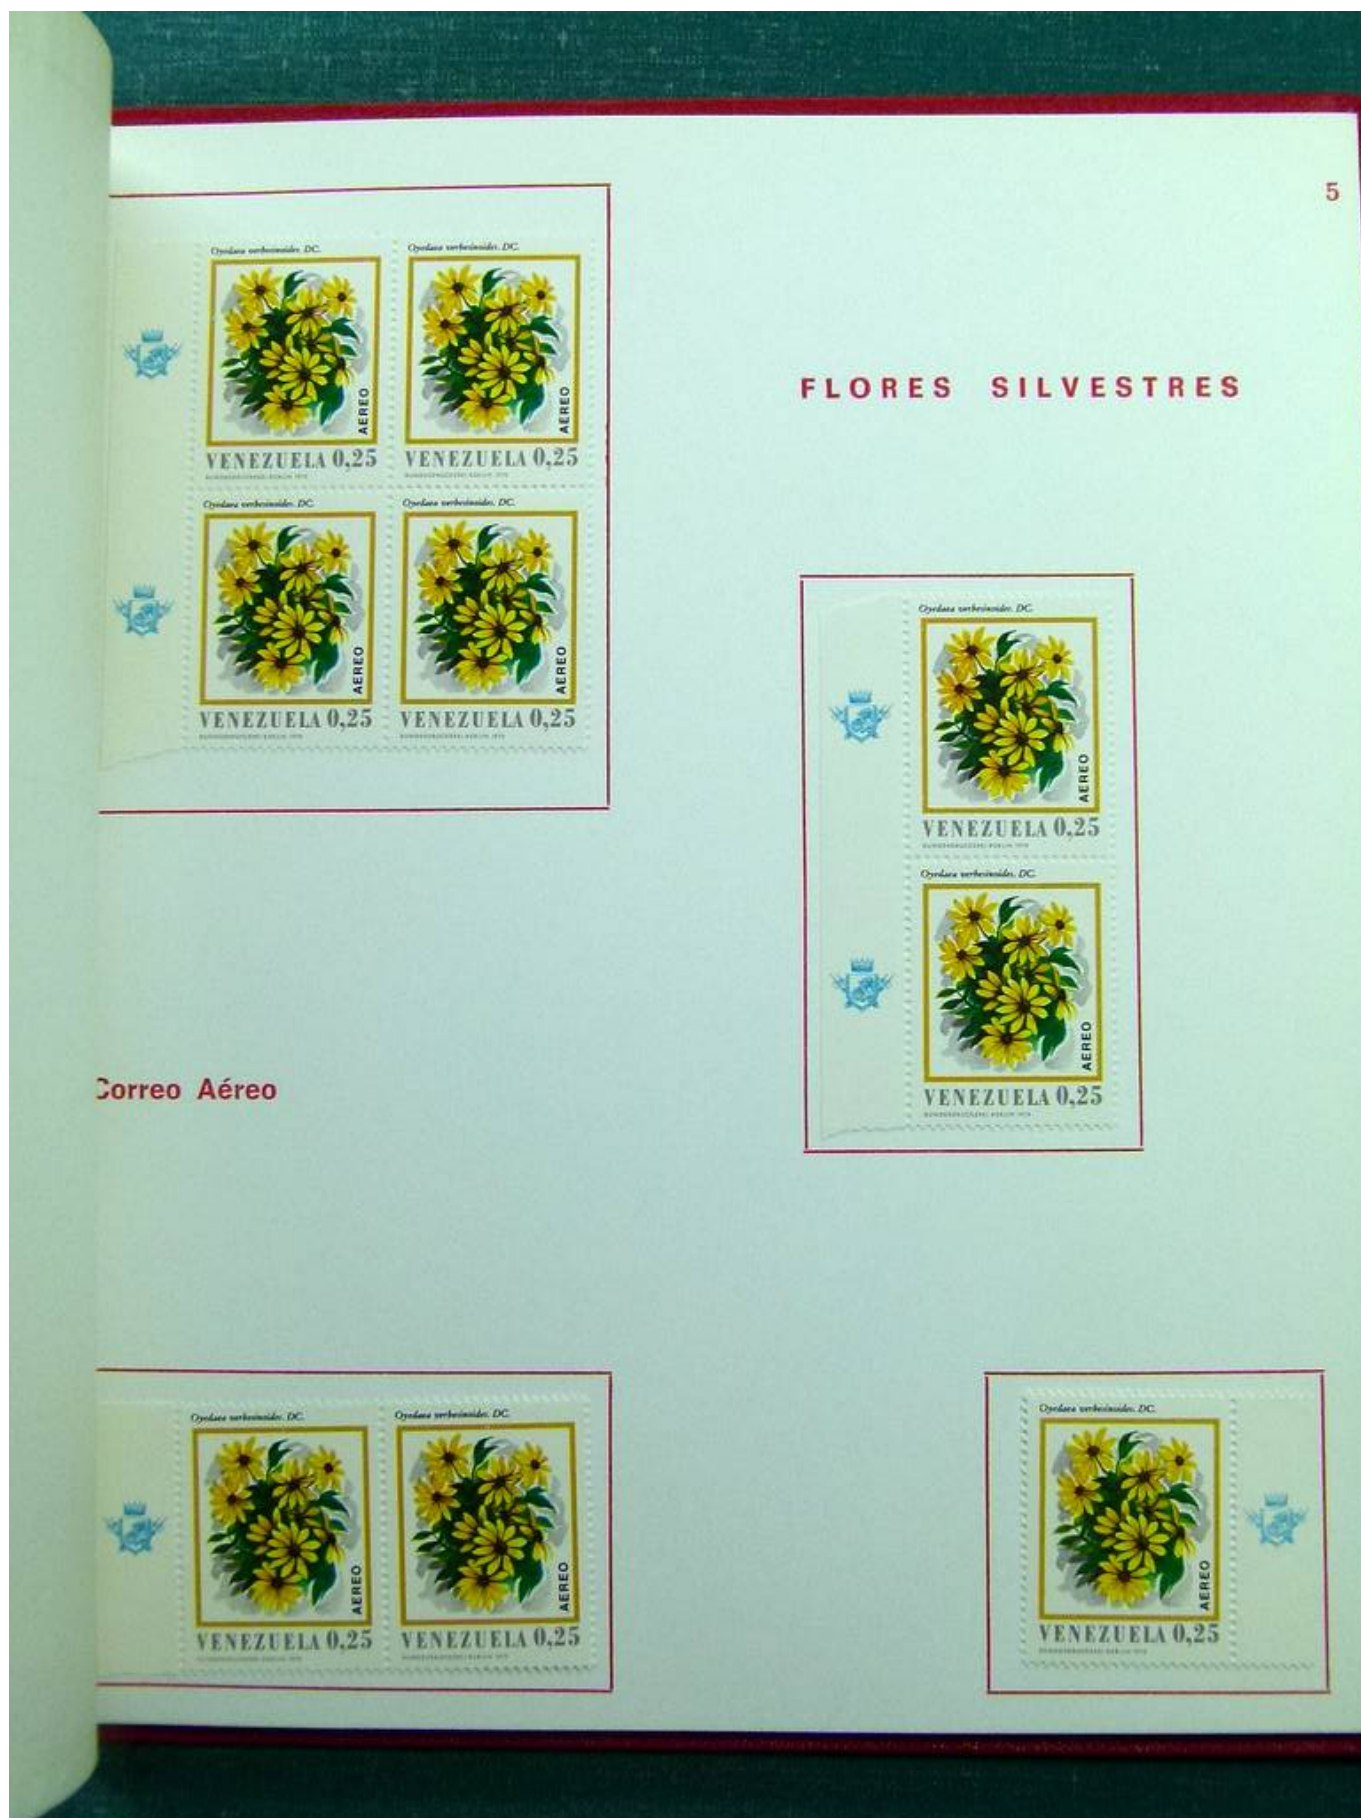 5
Oyedaea verbesinoides. DC.
Oyedaea verbesinoides. DC.
AEREO
AEREO
VENEZUELA 0,25
VENEZUELA 0,25
Oyedaea verbesinoides. DC.
Oyedaea verbesinoides. DC.
AEREO
AEREO
VENEZUELA 0,25
VENEZUELA 0,25
FLORES SILVESTRES
Oyedaea verbesinoides. DC.
AEREO
VENEZUELA 0,25
Oyedaea verbesinoides. DC.
AEREO
VENEZUELA 0,25
Correo Aéreo
Oyedaea verbesinoides. DC.
Oyedaea verbesinoides. DC.
AEREO
AEREO
VENEZUELA 0,25
VENEZUELA 0,25
Oyedaea verbesinoides. DC.
AEREO
VENEZUELA 0,25